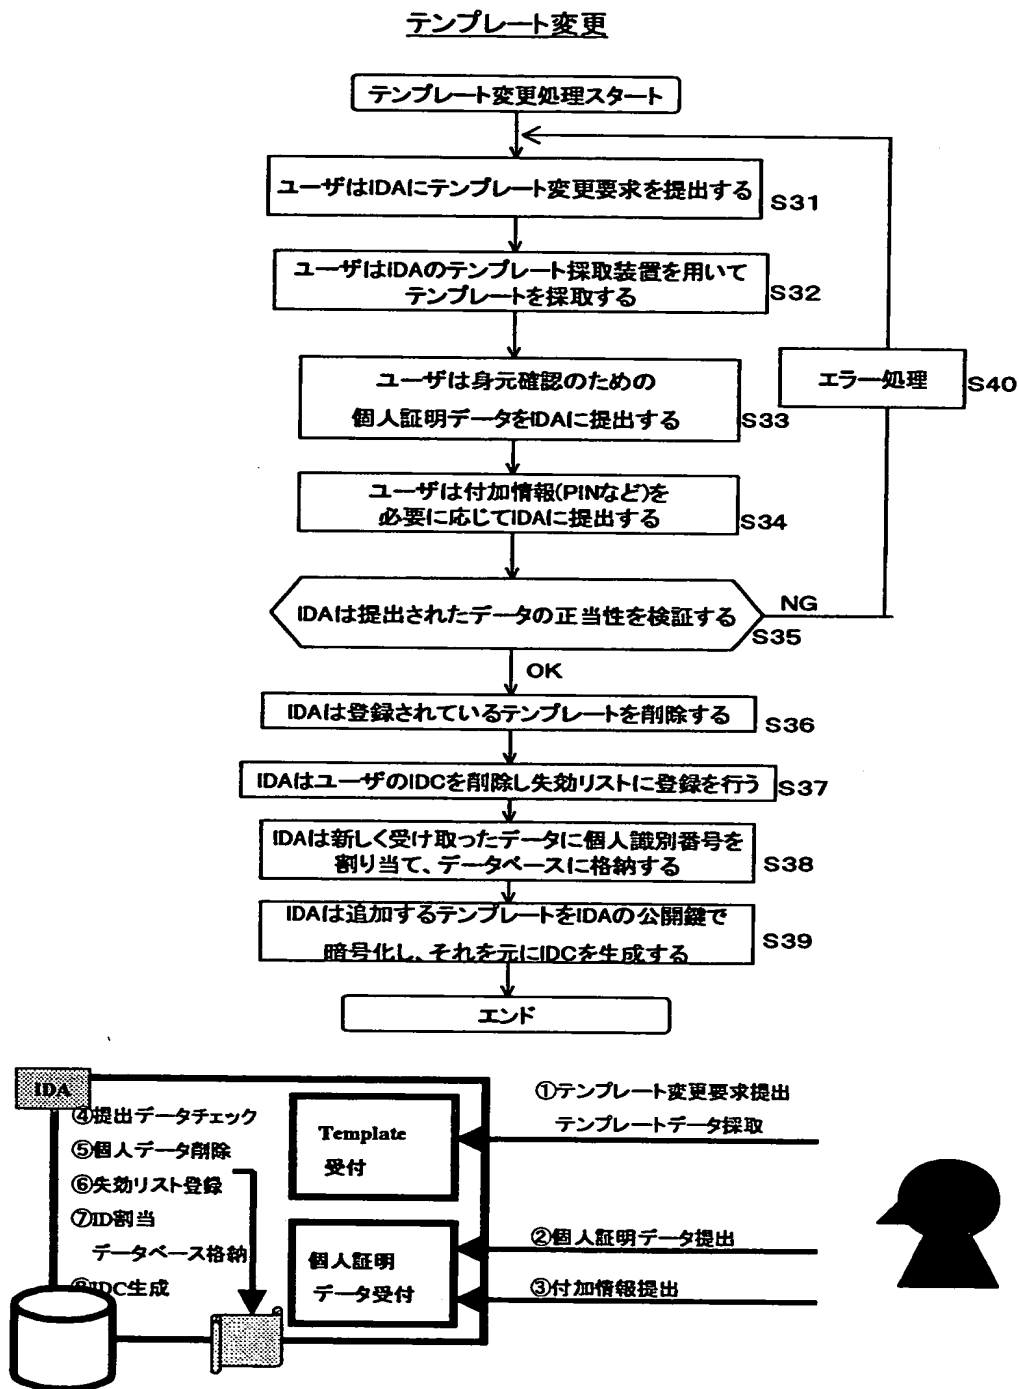 テンプレート変更
テンプレート変更処理スタート
ユーザはIDAにテンプレート変更要求を提出する
S31
ユーザはIDAのテンプレート採取装置を用いて
テンプレートを採取する
S32
ユーザは身元確認のための
個人証明データをIDAに提出する
S33
エラー処理
S40
ユーザは付加情報(PINなど)を
必要に応じてIDAに提出する
S34
IDAは提出されたデータの正当性を検証する
NG
S35
OK
IDAは登録されているテンプレートを削除する
S36
IDAはユーザのIDCを削除し失効リストに登録を行う
S37
IDAは新しく受け取ったデータに個人識別番号を
割り当て、データベースに格納する
S38
IDAは追加するテンプレートをIDAの公開鍵で
暗号化し、それを元にIDCを生成する
S39
エンド
IDA
④提出データチェック
⑤個人データ削除
⑥失効リスト登録
⑦ID割当
データベース格納
⑧IDC生成
Template
受付
個人証明
データ受付
①テンプレート変更要求提出
テンプレートデータ採取
②個人証明データ提出
③付加情報提出